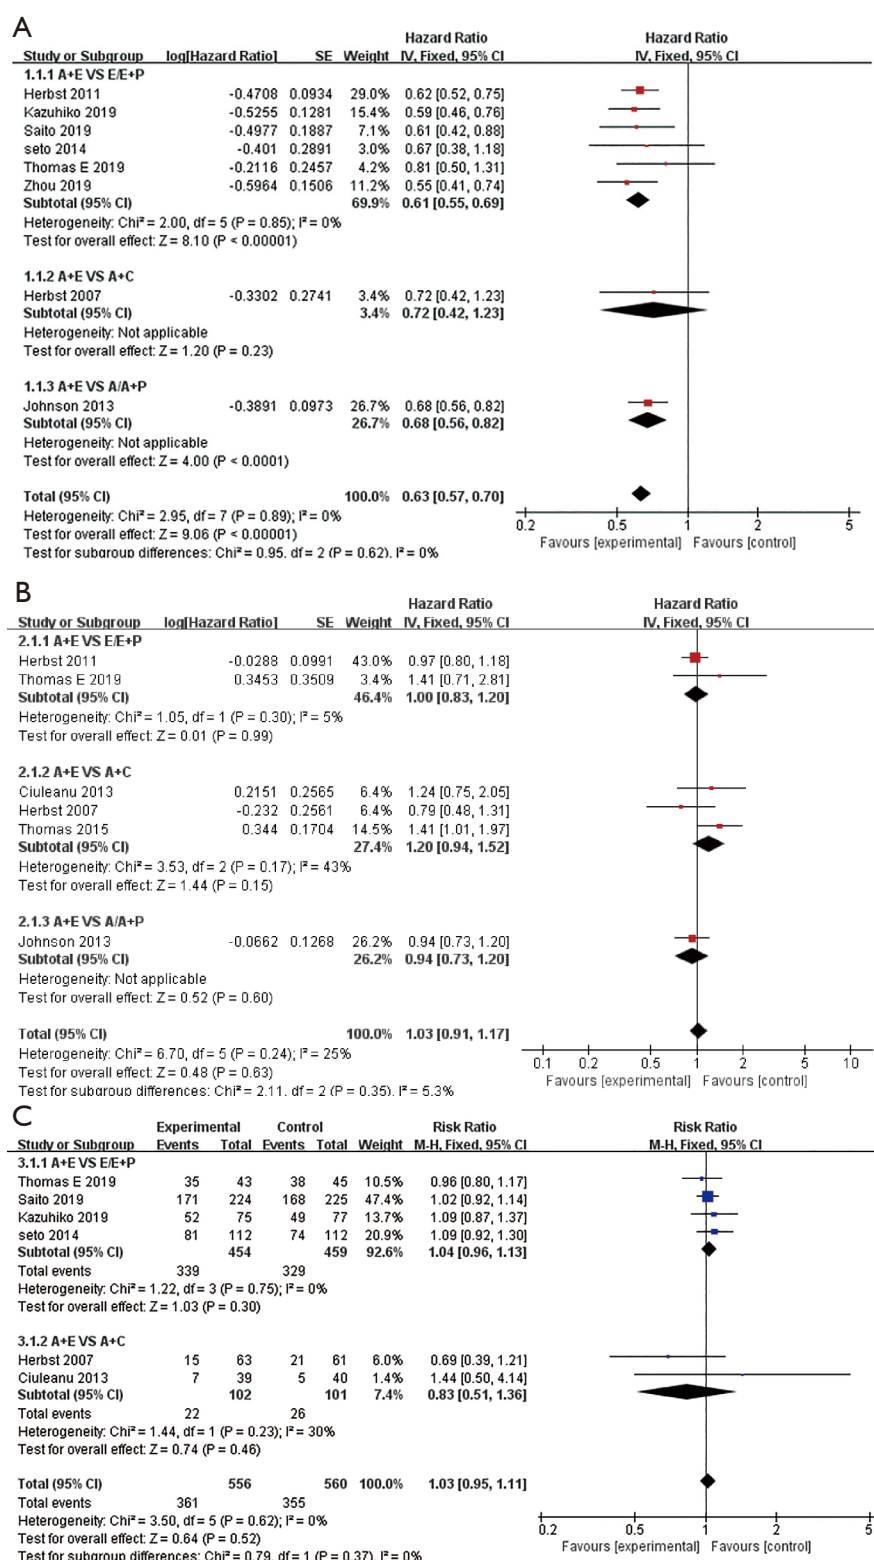 A
Hazard Ratio Hazard Ratio
Study or Subgroup log[Hazard Ratio] SE Weight IV, Fixed, 95% CI IV, Fixed, 95% CI
1.1.1 A+E VS E/E+P
Herbst 2011 -0.4708 0.0934 29.0% 0.62 [0.52, 0.75]
Kazuhiko 2019 -0.5255 0.1281 15.4% 0.59 [0.46, 0.76]
Saito 2019 -0.4977 0.1887 7.1% 0.61 [0.42, 0.88]
seto 2014 -0.401 0.2891 3.0% 0.67 [0.38, 1.18]
Thomas E 2019 -0.2116 0.2457 4.2% 0.81 [0.50, 1.31]
Zhou 2019 -0.5964 0.1506 11.2% 0.55 [0.41, 0.74]
Subtotal (95% CI) 69.9% 0.61 [0.55, 0.69]
Heterogeneity: Chi² = 2.00, df = 5 (P = 0.85); I² = 0%
Test for overall effect: Z = 8.10 (P < 0.00001)
1.1.2 A+E VS A+C
Herbst 2007 -0.3302 0.2741 3.4% 0.72 [0.42, 1.23]
Subtotal (95% CI) 3.4% 0.72 [0.42, 1.23]
Heterogeneity: Not applicable
Test for overall effect: Z = 1.20 (P = 0.23)
1.1.3 A+E VS A/A+P
Johnson 2013 -0.3891 0.0973 26.7% 0.68 [0.56, 0.82]
Subtotal (95% CI) 26.7% 0.68 [0.56, 0.82]
Heterogeneity: Not applicable
Test for overall effect: Z = 4.00 (P < 0.0001)
Total (95% CI) 100.0% 0.63 [0.57, 0.70]
Heterogeneity: Chi² = 2.95, df = 7 (P = 0.89); I² = 0%
Test for overall effect: Z = 9.06 (P < 0.00001)
Test for subgroup differences: Chi² = 0.95, df = 2 (P = 0.62), I² = 0%
0.2 0.5 1 2 5
Favours [experimental] Favours [control]
B
Hazard Ratio Hazard Ratio
Study or Subgroup log[Hazard Ratio] SE Weight IV, Fixed, 95% CI IV, Fixed, 95% CI
2.1.1 A+E VS E/E+P
Herbst 2011 -0.0288 0.0991 43.0% 0.97 [0.80, 1.18]
Thomas E 2019 0.3453 0.3509 3.4% 1.41 [0.71, 2.81]
Subtotal (95% CI) 46.4% 1.00 [0.83, 1.20]
Heterogeneity: Chi² = 1.05, df = 1 (P = 0.30); I² = 5%
Test for overall effect: Z = 0.01 (P = 0.99)
2.1.2 A+E VS A+C
Ciuleanu 2013 0.2151 0.2565 6.4% 1.24 [0.75, 2.05]
Herbst 2007 -0.232 0.2561 6.4% 0.79 [0.48, 1.31]
Thomas 2015 0.344 0.1704 14.5% 1.41 [1.01, 1.97]
Subtotal (95% CI) 27.4% 1.20 [0.94, 1.52]
Heterogeneity: Chi² = 3.53, df = 2 (P = 0.17); I² = 43%
Test for overall effect: Z = 1.44 (P = 0.15)
2.1.3 A+E VS A/A+P
Johnson 2013 -0.0662 0.1268 26.2% 0.94 [0.73, 1.20]
Subtotal (95% CI) 26.2% 0.94 [0.73, 1.20]
Heterogeneity: Not applicable
Test for overall effect: Z = 0.52 (P = 0.60)
Total (95% CI) 100.0% 1.03 [0.91, 1.17]
Heterogeneity: Chi² = 6.70, df = 5 (P = 0.24); I² = 25%
Test for overall effect: Z = 0.48 (P = 0.63)
Test for subgroup differences: Chi² = 2.11, df = 2 (P = 0.35), I² = 5.3%
0.1 0.2 0.5 1 2 5 10
Favours [experimental] Favours [control]
C
Experimental Control Risk Ratio Risk Ratio
Study or Subgroup Events Total Events Total Weight M-H, Fixed, 95% CI M-H, Fixed, 95% CI
3.1.1 A+E VS E/E+P
Thomas E 2019 35 43 38 45 10.5% 0.96 [0.80, 1.17]
Saito 2019 171 224 168 225 47.4% 1.02 [0.92, 1.14]
Kazuhiko 2019 52 75 49 77 13.7% 1.09 [0.87, 1.37]
seto 2014 81 112 74 112 20.9% 1.09 [0.92, 1.30]
Subtotal (95% CI) 454 459 92.6% 1.04 [0.96, 1.13]
Total events 339 329
Heterogeneity: Chi² = 1.22, df = 3 (P = 0.75); I² = 0%
Test for overall effect: Z = 1.03 (P = 0.30)
3.1.2 A+E VS A+C
Herbst 2007 15 63 21 61 6.0% 0.69 [0.39, 1.21]
Ciuleanu 2013 7 39 5 40 1.4% 1.44 [0.50, 4.14]
Subtotal (95% CI) 102 101 7.4% 0.83 [0.51, 1.36]
Total events 22 26
Heterogeneity: Chi² = 1.44, df = 1 (P = 0.23); I² = 30%
Test for overall effect: Z = 0.74 (P = 0.46)
Total (95% CI) 556 560 100.0% 1.03 [0.95, 1.11]
Total events 361 355
Heterogeneity: Chi² = 3.50, df = 5 (P = 0.62); I² = 0%
Test for overall effect: Z = 0.64 (P = 0.52)
Test for subgroup differences: Chi² = 0.79, df = 1 (P = 0.37), I² = 0%
0.2 0.5 1 2 5
Favours [experimental] Favours [control]